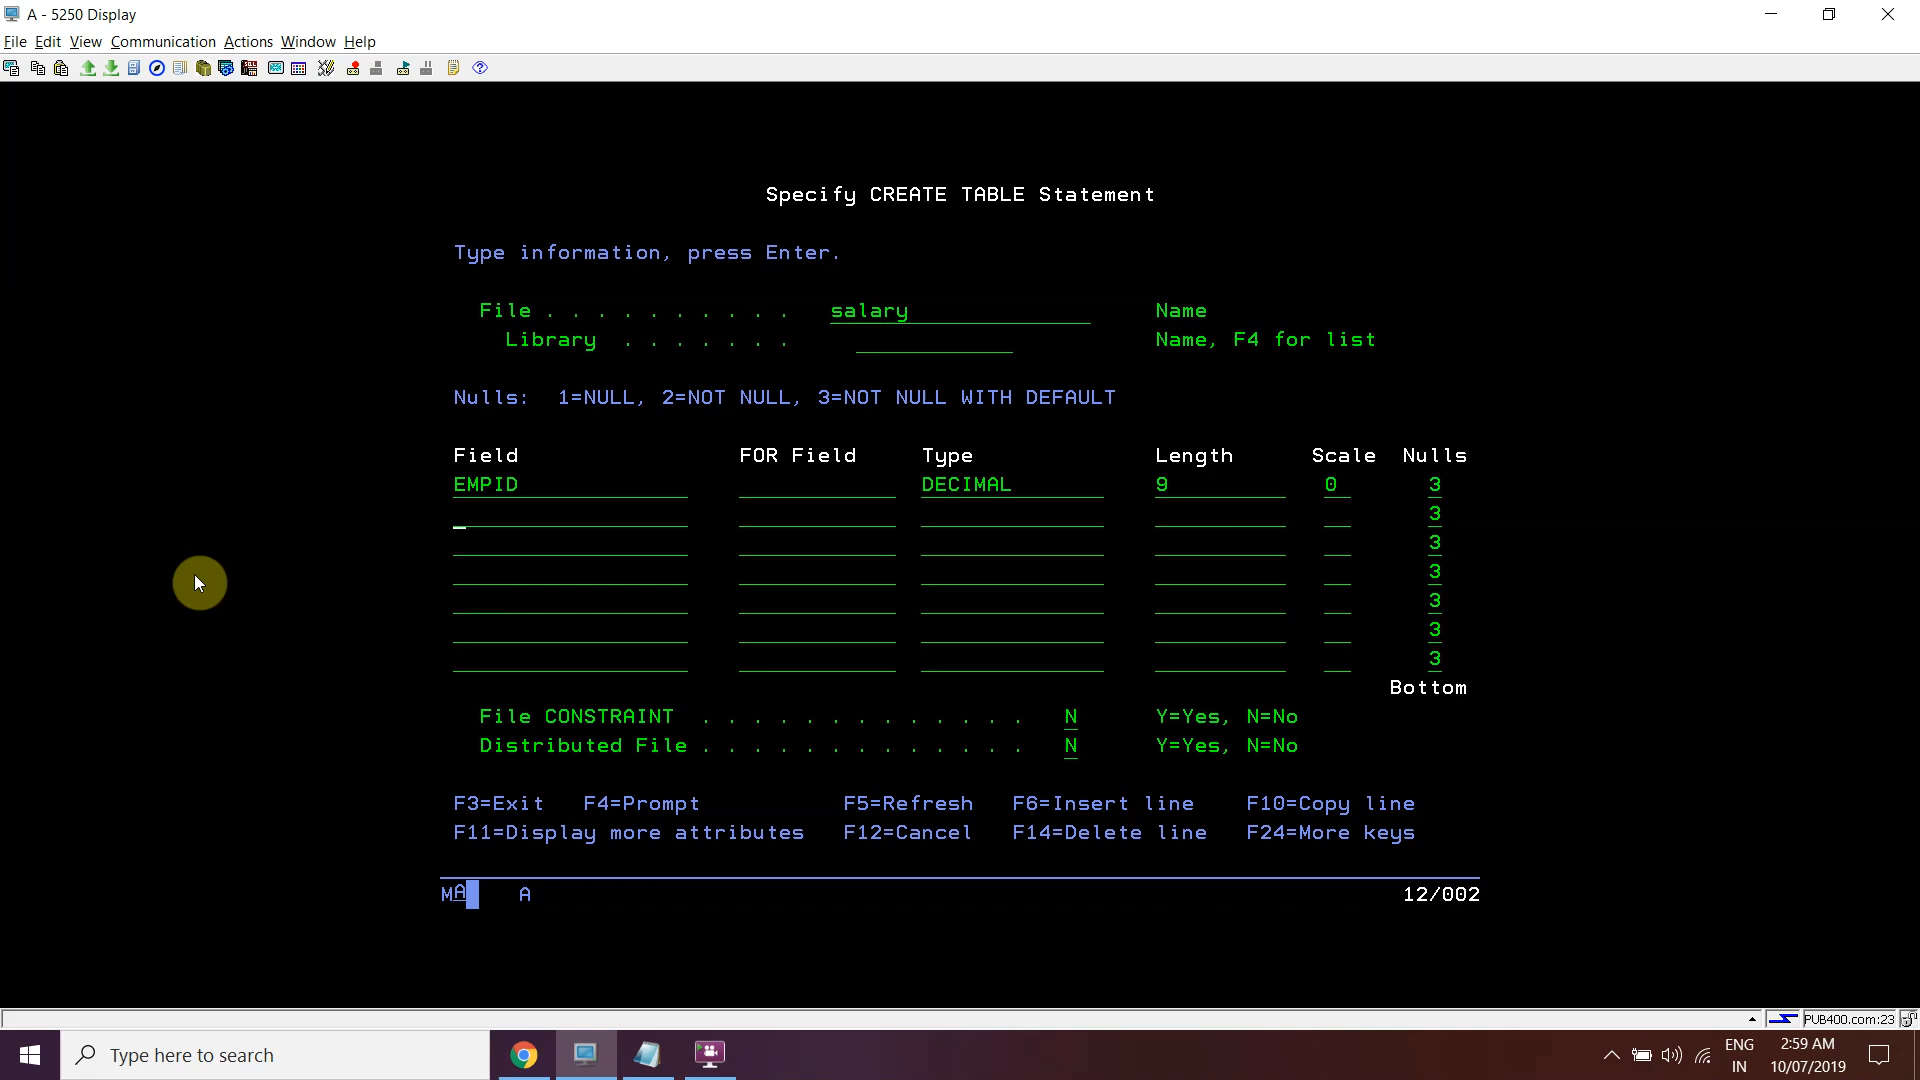 A - 5250 Display
File Edit View Communication Actions Window Help
Specify CREATE TABLE Statement
Type information, press Enter.
File . . . . . . . . . . salary Name
Library . . . . . . . Name, F4 for list
Nulls: 1=NULL, 2=NOT NULL, 3=NOT NULL WITH DEFAULT
Field FOR Field Type Length Scale Nulls
EMPID DECIMAL 9 0 3
3
3
3
3
3
3
Bottom
File CONSTRAINT . . . . . . . . . . . . . N Y=Yes, N=No
Distributed File . . . . . . . . . . . . . N Y=Yes, N=No
F3=Exit F4=Prompt F5=Refresh F6=Insert line F10=Copy line
F11=Display more attributes F12=Cancel F14=Delete line F24=More keys
MA A 12/002
PUB400.com:23
Type here to search
ENG 2:59 AM
IN 10/07/2019